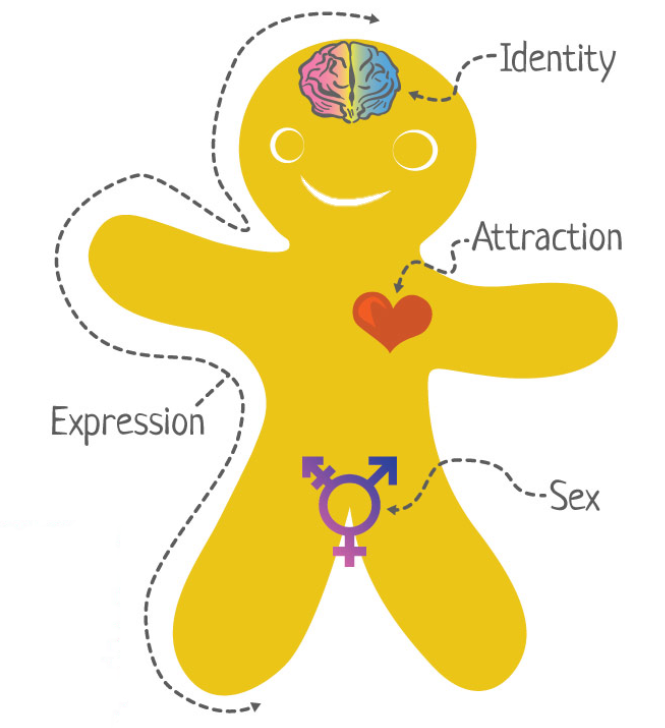 Identity
Attraction
Expression
Sex